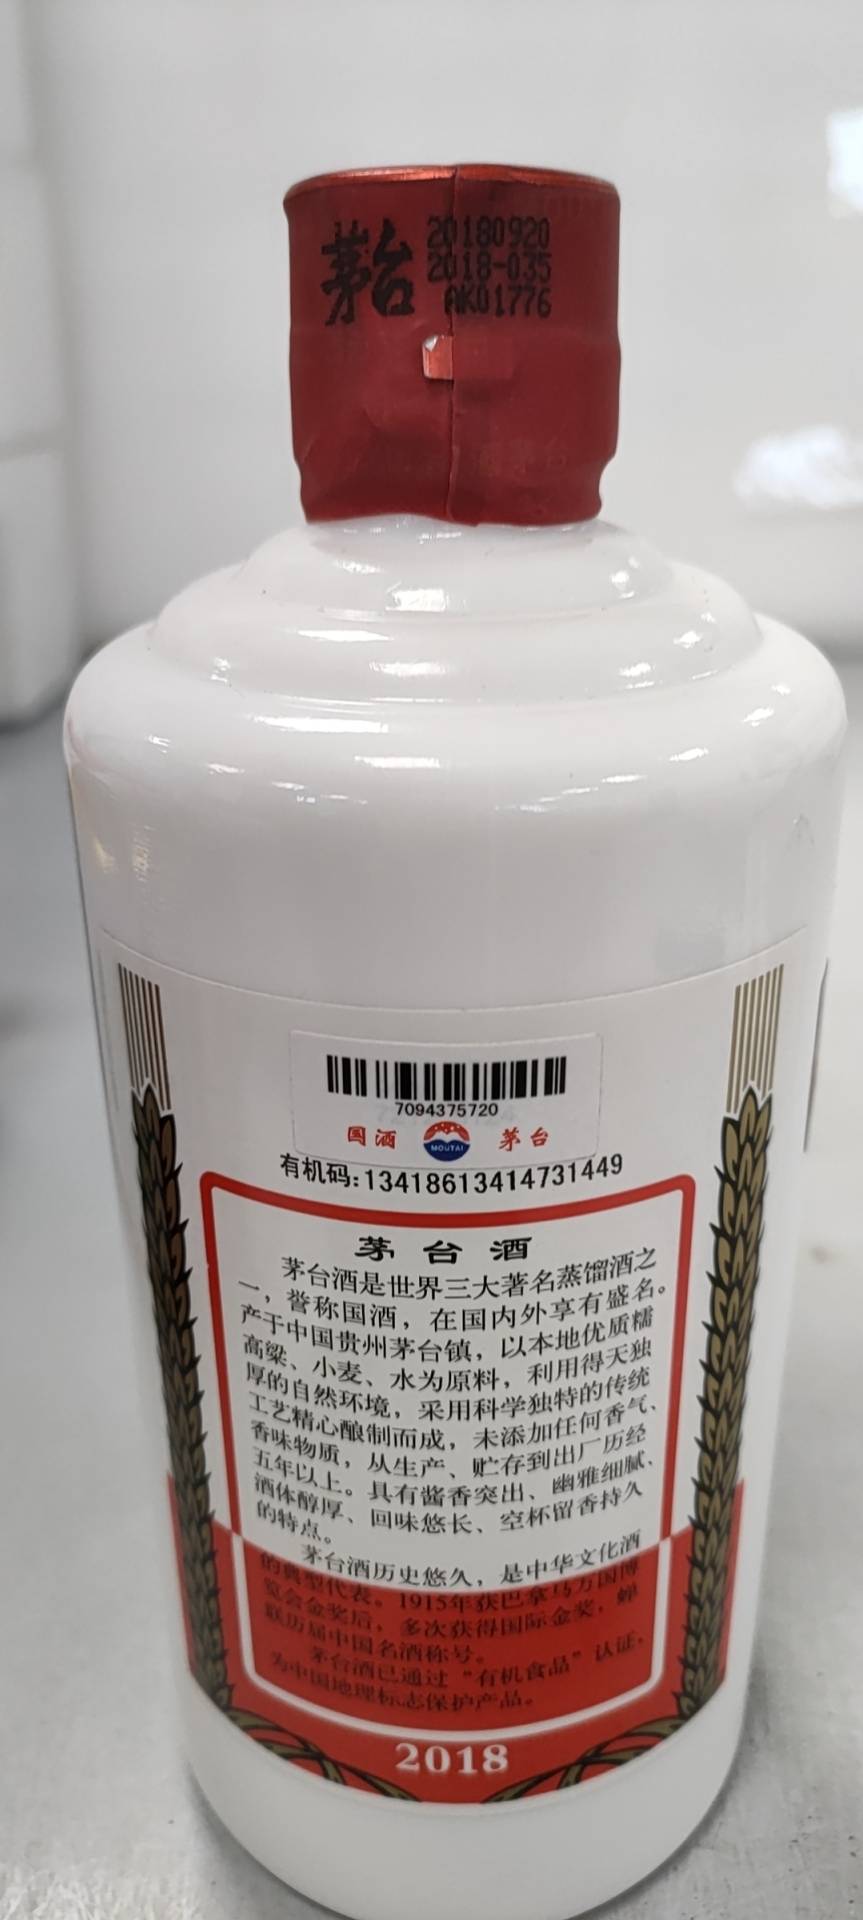 茅台
20180920
2018-035
AK01776
7094375720
国酒 MOUTAI 茅台
有机码:13418613414731449
茅台酒
茅台酒是世界三大著名蒸馏酒之
一，誉称国酒，在国内外享有盛名。
产于中国贵州茅台镇，以本地优质糯
高粱、小麦、水为原料，利用得天独
厚的自然环境，采用科学独特的传统
工艺精心酿制而成，未添加任何香气、
香味物质，从生产、贮存到出厂历经
五年以上。具有酱香突出、幽雅细腻、
酒体醇厚、回味悠长、空杯留香持久
的特点。
茅台酒历史悠久，是中华文化酒
的典型代表。1915年获巴拿马万国博
览会金奖后，多次获得国际金奖，蝉
联历届中国名酒称号。
茅台酒已通过“有机食品”认证，
为中国地理标志保护产品。
2018